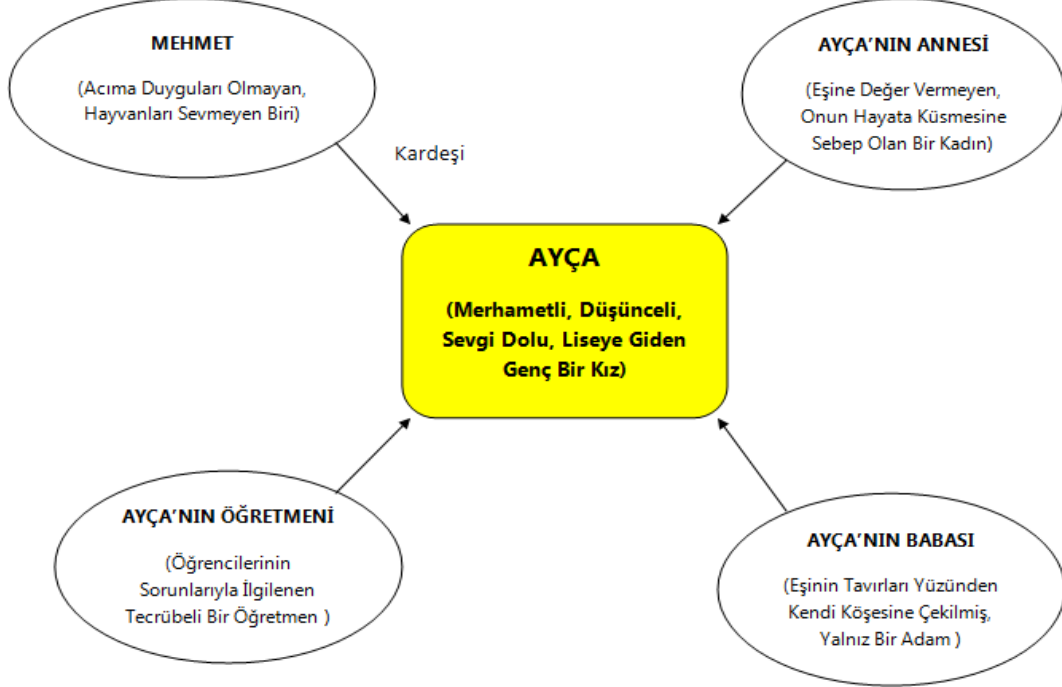 MEHMET
(Acıma Duyguları Olmayan,
Hayvanları Sevmeyen Biri)
AYÇA'NIN ANNESİ
(Eşine Değer Vermeyen,
Onun Hayata Küsmesine
Sebep Olan Bir Kadın)
Kardeşi
AYÇA
(Merhametli, Düşünceli,
Sevgi Dolu, Liseye Giden
Genç Bir Kız)
AYÇA'NIN ÖĞRETMENİ
(Öğrencilerinin
Sorunlarıyla İlgilenen
Tecrübeli Bir Öğretmen )
AYÇA'NIN BABASI
(Eşinin Tavırları Yüzünden
Kendi Köşesine Çekilmiş,
Yalnız Bir Adam )